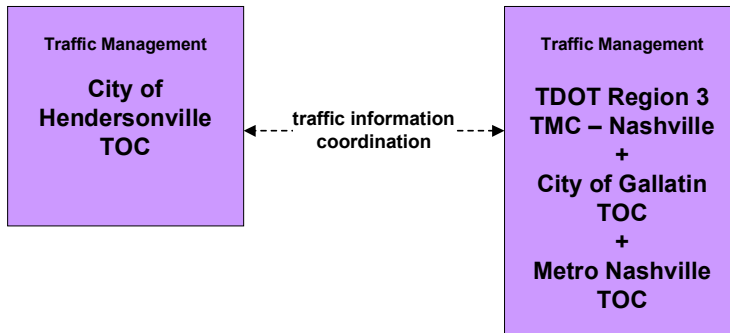 Traffic Management
City of
Hendersonville
TOC
traffic information
coordination
Traffic Management
TDOT Region 3
TMC – Nashville
+
City of Gallatin
TOC
+
Metro Nashville
TOC